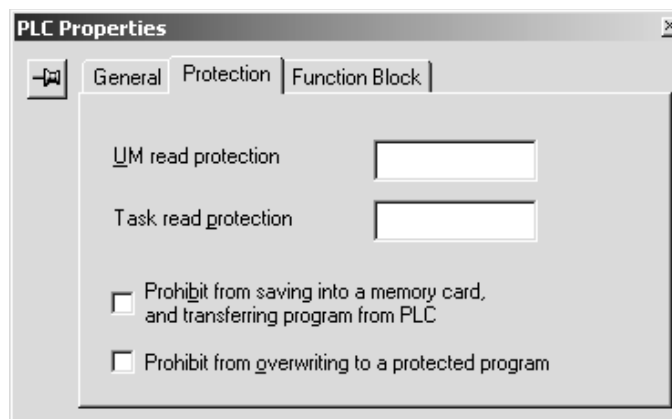 PLC Properties
General Protection Function Block
UM read protection
Task read protection
Prohibit from saving into a memory card,
and transferring program from PLC
Prohibit from overwriting to a protected program